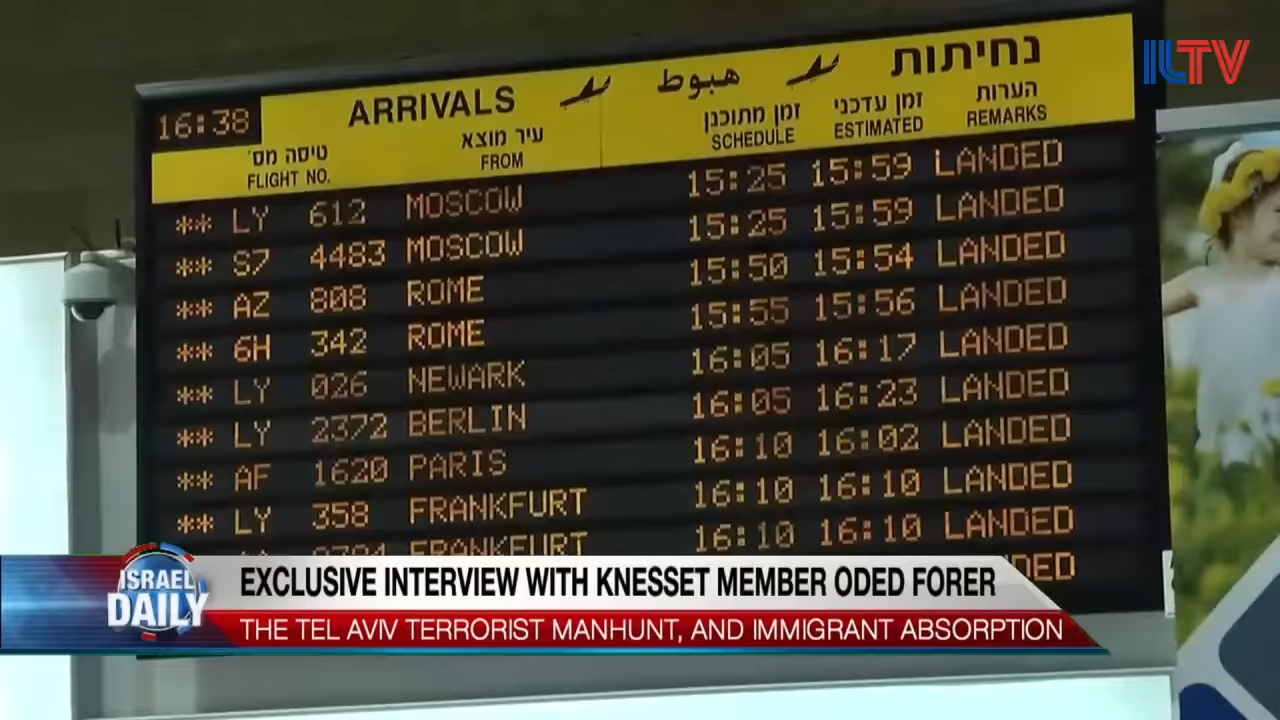 ILTV
16:38 ARRIVALS هبوط נחיתות
טיסה מס' עיר מוצא זמן מתוכנן זמן עדכני הערות
FLIGHT NO. FROM SCHEDULE ESTIMATED REMARKS
** LY 612 MOSCOW 15:25 15:59 LANDED
** S7 4483 MOSCOW 15:25 15:59 LANDED
** AZ 808 ROME 15:50 15:54 LANDED
** 6H 342 ROME 15:55 15:56 LANDED
** LY 026 NEWARK 16:05 16:17 LANDED
** LY 2372 BERLIN 16:05 16:23 LANDED
** AF 1620 PARIS 16:10 16:02 LANDED
** LY 358 FRANKFURT 16:10 16:10 LANDED
FRANKFURT 16:10 16:10 LANDED
ISRAEL DAILY
EXCLUSIVE INTERVIEW WITH KNESSET MEMBER ODED FORER
THE TEL AVIV TERRORIST MANHUNT, AND IMMIGRANT ABSORPTION